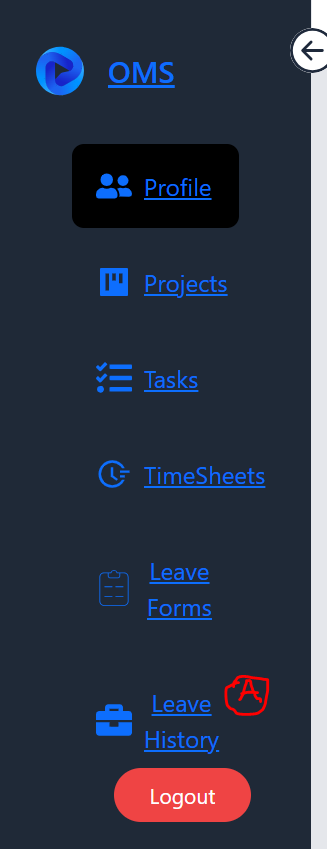 OMS
Profile
Projects
Tasks
TimeSheets
Leave
Forms
Leave
A
History
Logout